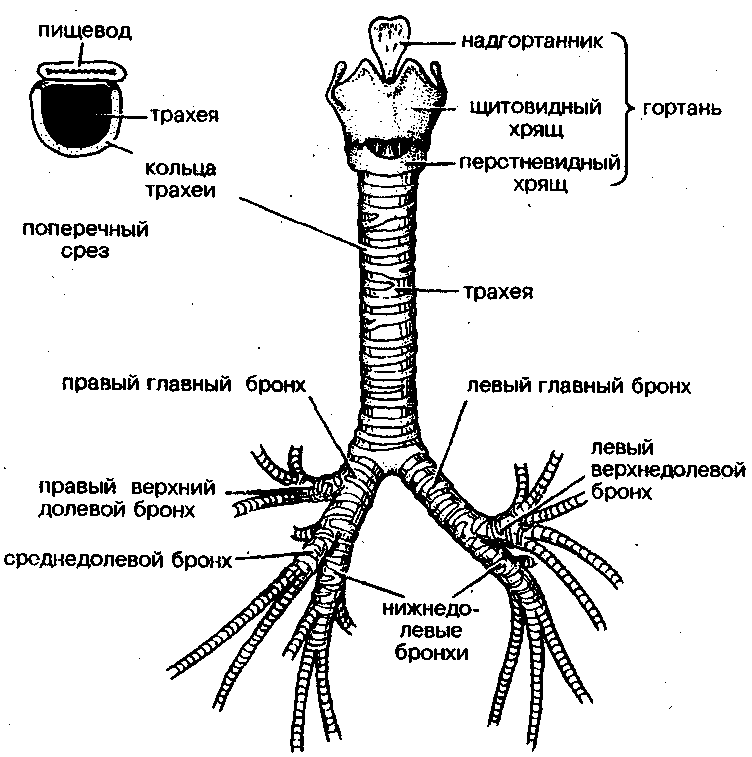 пищевод
трахея
кольца
трахеи
поперечный
срез
надгортанник
щитовидный
хрящ
перстневидный
хрящ
гортань
трахея
правый главный бронх
левый главный бронх
правый верхний
долевой бронх
левый
верхнедолевой
бронх
среднедолевой бронх
нижнедо-
левые
бронхи